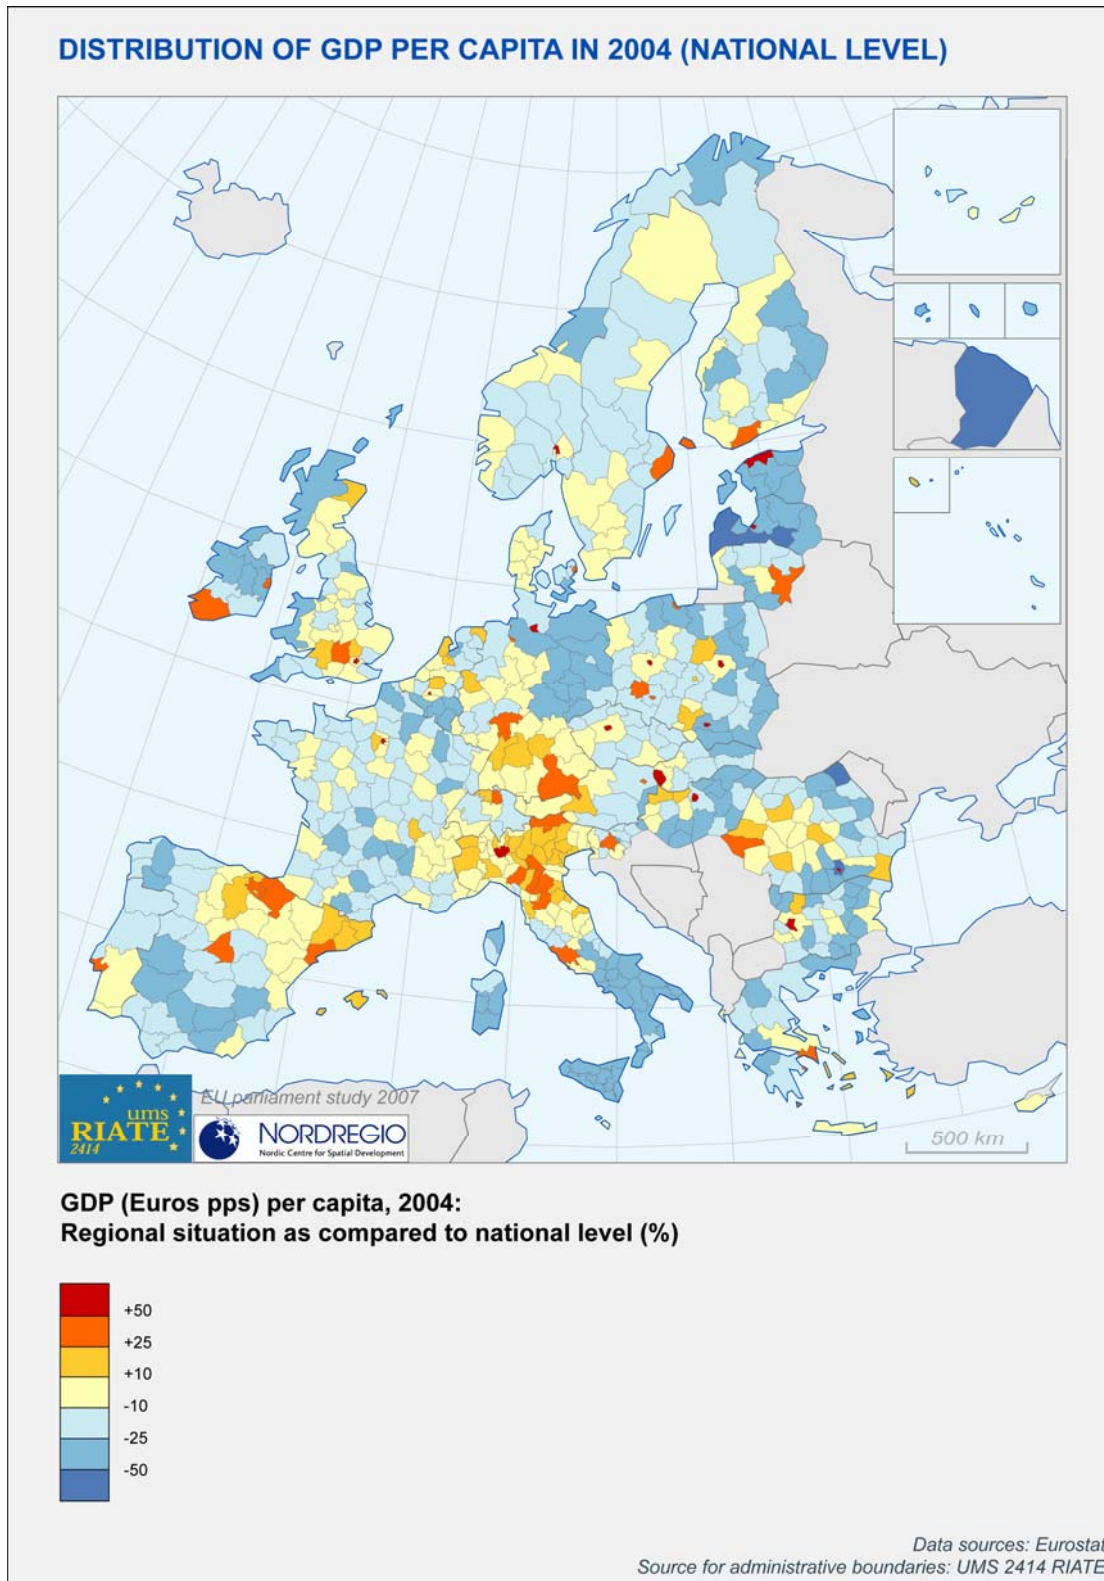 DISTRIBUTION OF GDP PER CAPITA IN 2004 (NATIONAL LEVEL)
EU parliament study 2007
ums
RIATE
2414
NORDREGIO
Nordic Centre for Spatial Development
500 km
GDP (Euros pps) per capita, 2004:
Regional situation as compared to national level (%)
+50
+25
+10
-10
-25
-50
Data sources: Eurostat
Source for administrative boundaries: UMS 2414 RIATE